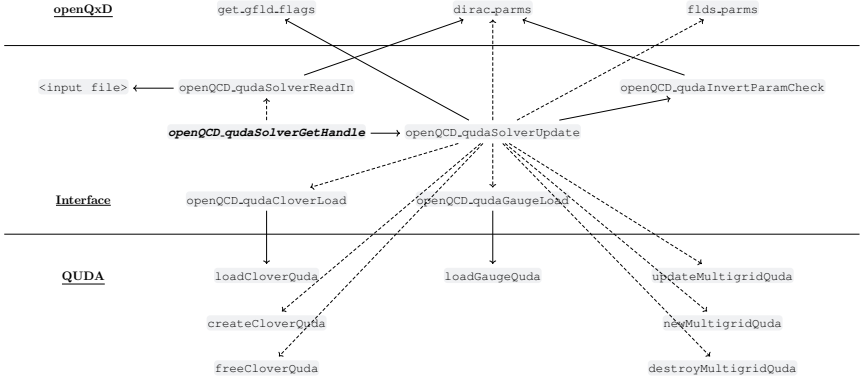 openQxD get_gfld_flags dirac_parms flds_parms
<input file> openQCD_qudaSolverReadIn openQCD_qudaInvertParamCheck
openQCD_qudaSolverGetHandle openQCD_qudaSolverUpdate
Interface openQCD_qudaCloverLoad openQCD_qudaGaugeLoad
QUDA loadCloverQuda loadGaugeQuda updateMultigridQuda
createCloverQuda newMultigridQuda
freeCloverQuda destroyMultigridQuda